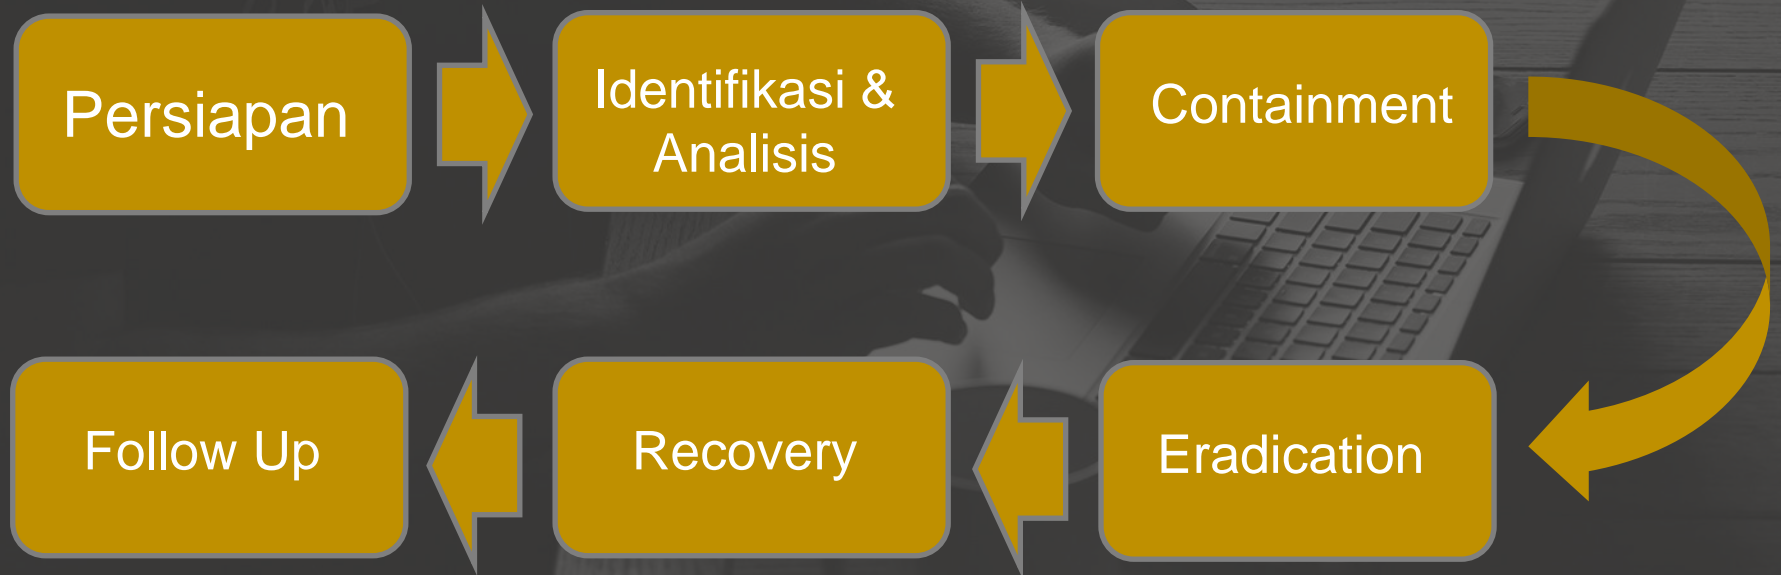 Persiapan
Identifikasi &
Analisis
Containment
Eradication
Recovery
Follow Up